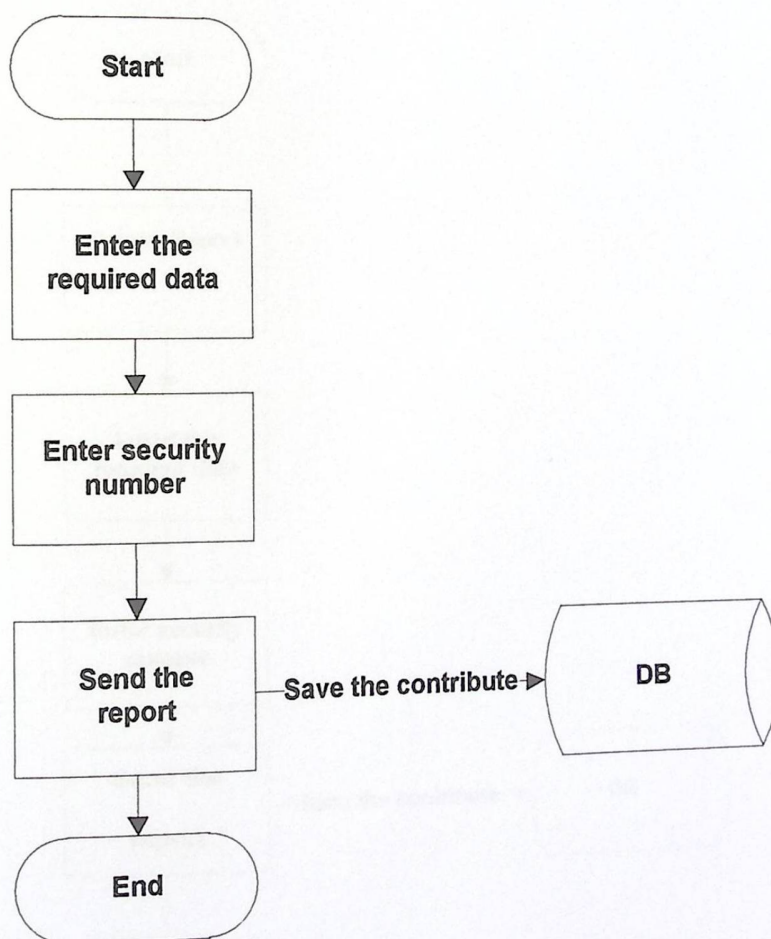 Start
Enter the
required data
Enter security
number
Send the
report
Save the contribute
DB
End